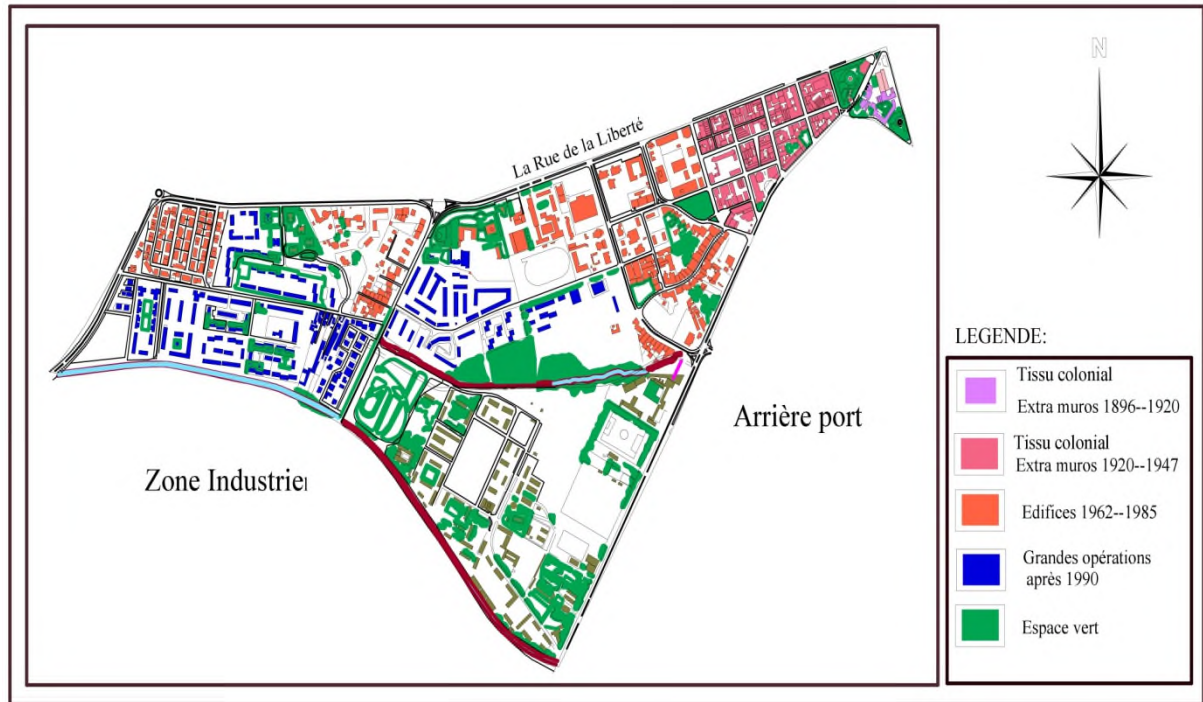 N
La Rue de la Liberté
Arrière port
Zone Industriel
LEGENDE:
Tissu colonial
Extra muros 1896--1920
Tissu colonial
Extra muros 1920--1947
Edifices 1962--1985
Grandes opérations
après 1990
Espace vert